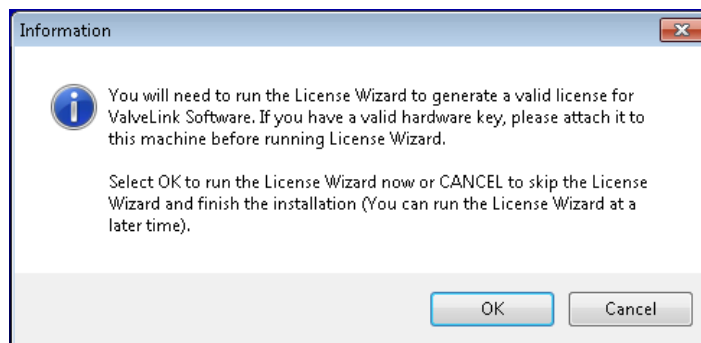 Information
You will need to run the License Wizard to generate a valid license for
ValveLink Software. If you have a valid hardware key, please attach it to
this machine before running License Wizard.
Select OK to run the License Wizard now or CANCEL to skip the License
Wizard and finish the installation (You can run the License Wizard at a
later time).
OK
Cancel